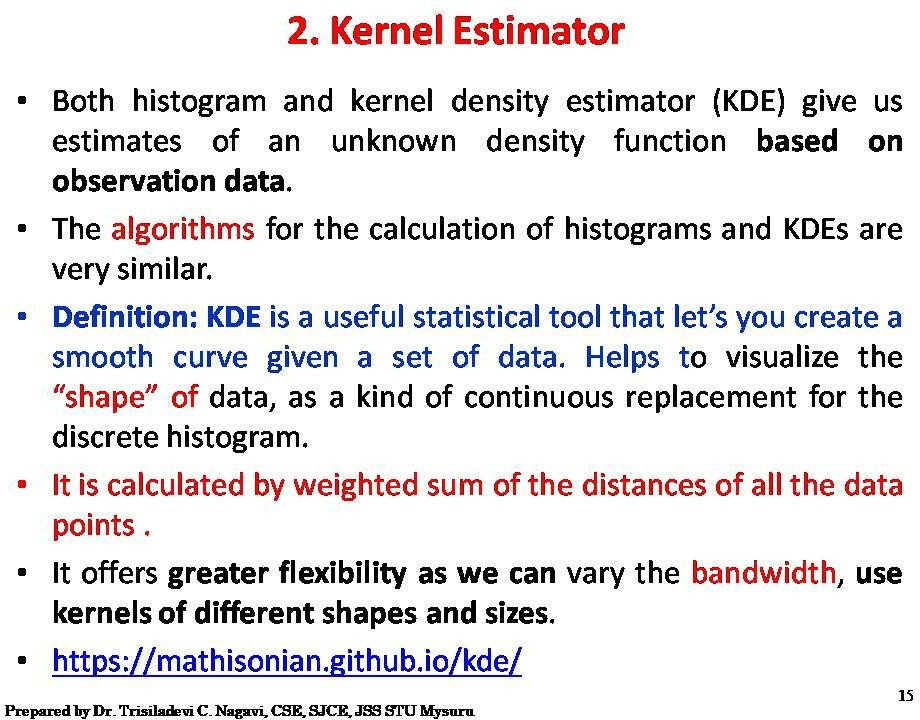 2. Kernel Estimator
• Both histogram and kernel density estimator (KDE) give us
estimates of an unknown density function based on
observation data.
• The algorithms for the calculation of histograms and KDEs are
very similar.
• Definition: KDE is a useful statistical tool that let’s you create a
smooth curve given a set of data. Helps to visualize the
“shape” of data, as a kind of continuous replacement for the
discrete histogram.
• It is calculated by weighted sum of the distances of all the data
points .
• It offers greater flexibility as we can vary the bandwidth, use
kernels of different shapes and sizes.
• https://mathisonian.github.io/kde/
15
Prepared by Dr. Trisiladevi C. Nagavi, CSE, SJCE, JSS STU Mysuru